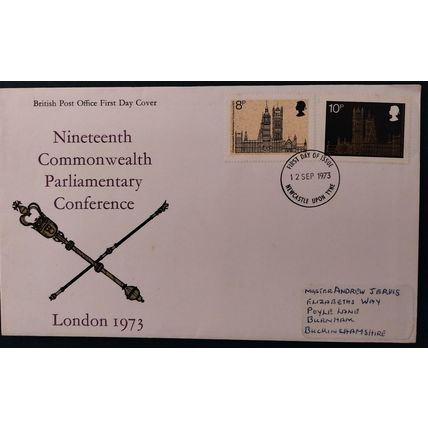 British Post Office First Day Cover
8P
10P
Nineteenth
Commonwealth
Parliamentary
Conference
FIRST DAY OF ISSUE
12 SEP 1973
NEWCASTLE UPON TYNE
London 1973
MASTER ANDREW JERVIS
ELIZABETHS WAY
POYLE LANE
BURNHAM
BUCKINGHAMSHIRE